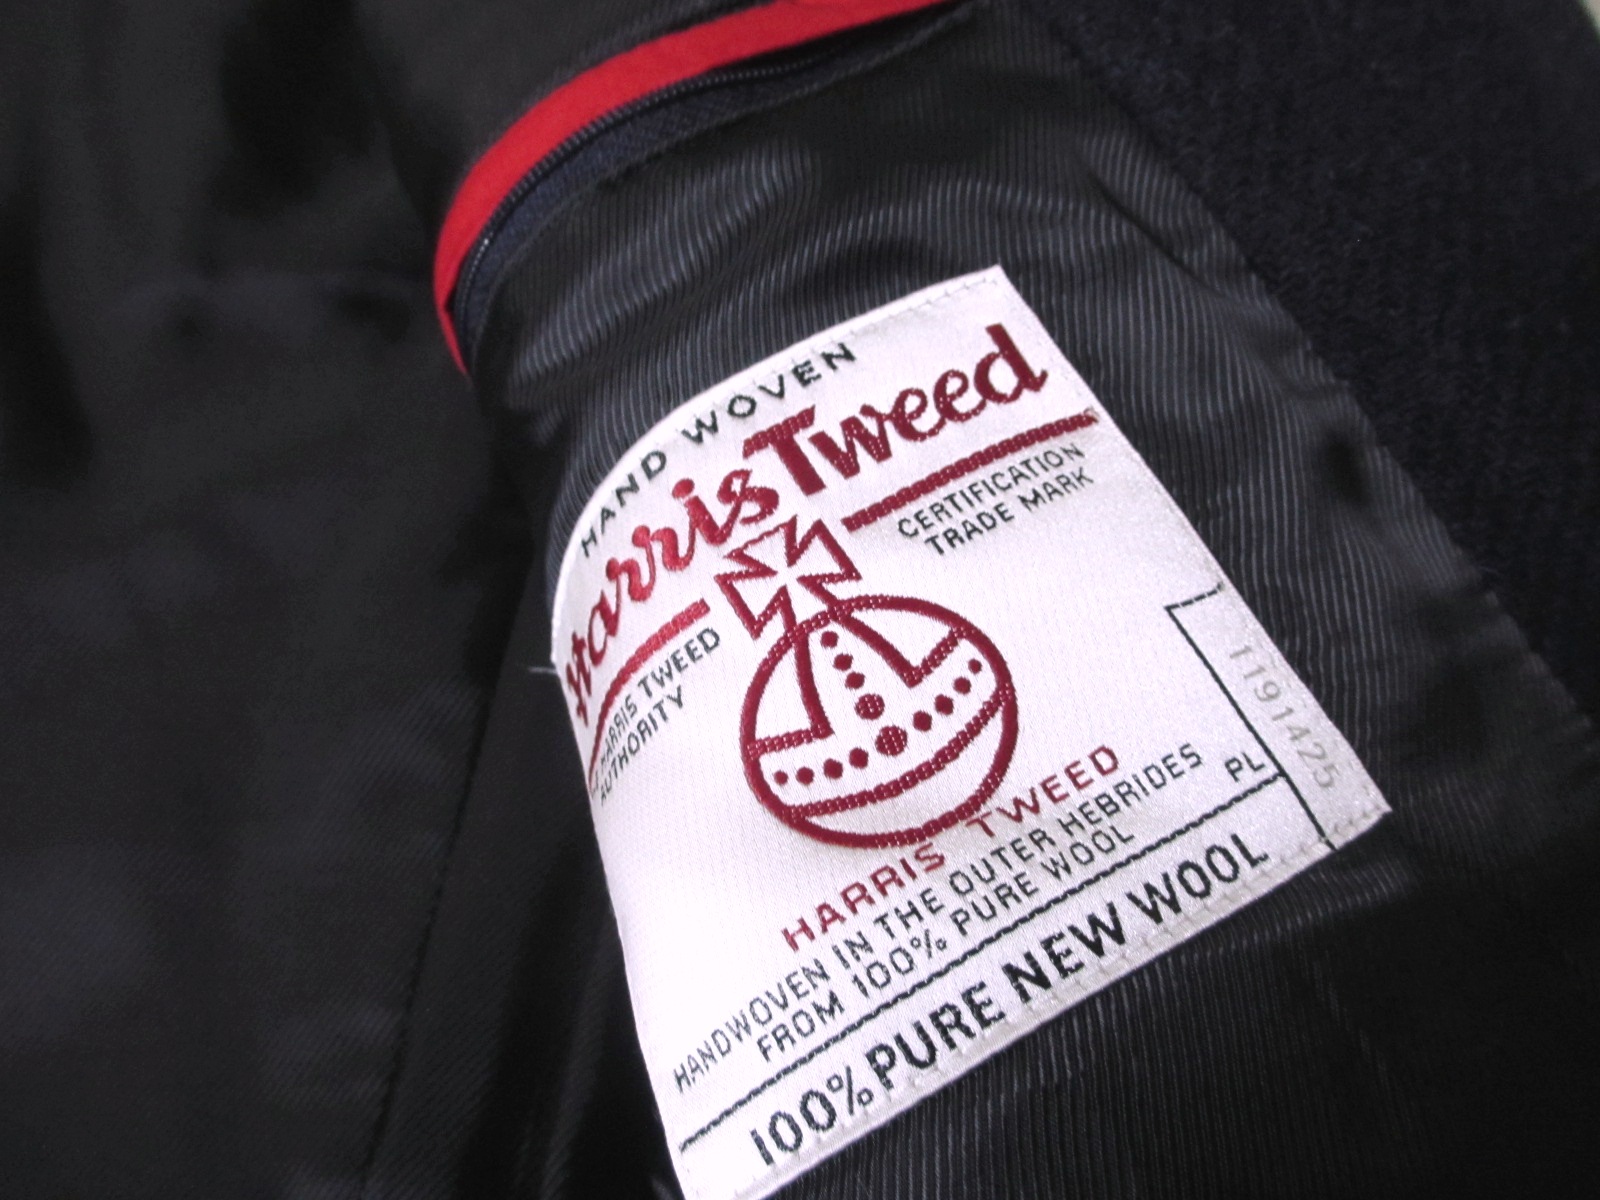 HAND WOVEN
Harris Tweed
HARRIS TWEED
AUTHORITY
CERTIFICATION
TRADE MARK
HARRIS TWEED
HANDWOVEN IN THE OUTER HEBRIDES
FROM 100% PURE WOOL
PL
1191425
100% PURE NEW WOOL